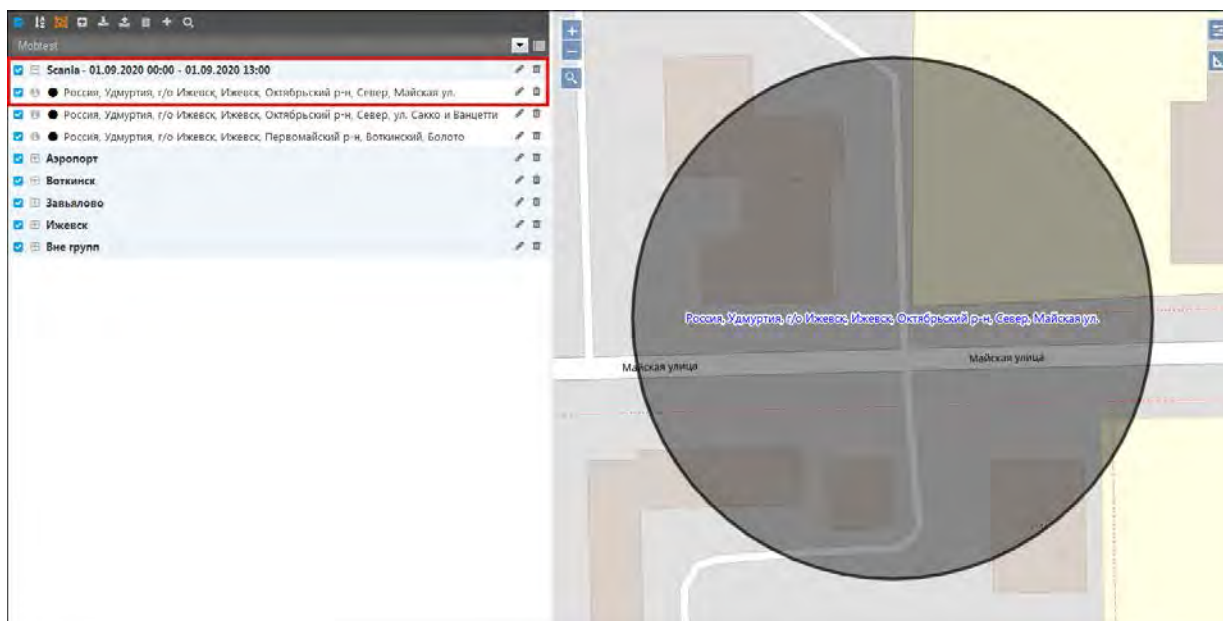 Mobtest
Scania - 01.09.2020 00:00 - 01.09.2020 13:00
Россия, Удмуртия, г/о Ижевск, Ижевск, Октябрьский р-н, Север, Майская ул.
Россия, Удмуртия, г/о Ижевск, Ижевск, Октябрьский р-н, Север, ул. Сакко и Ванцетти
Россия, Удмуртия, г/о Ижевск, Ижевск, Первомайский р-н, Воткинский, Болото
Аэропорт
Воткинск
Завьялово
Ижевск
Вне групп
Россия, Удмуртия, г/о Ижевск, Ижевск, Октябрьский р-н, Север, Майская ул.
Майская улица
Майская улица